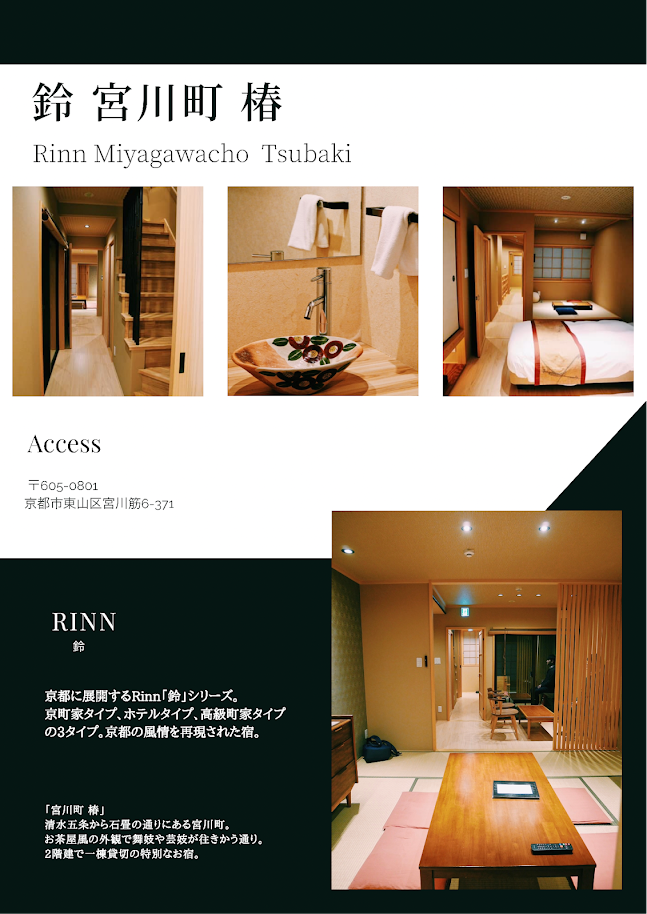 鈴 宮川町 椿
Rinn Miyagawacho Tsubaki
Access
〒605-0801
京都市東山区宮川筋6-371
RINN
鈴
京都に展開するRinn「鈴」シリーズ。
京町家タイプ、ホテルタイプ、高級町家タイプ
の3タイプ。京都の風情を再現された宿。
「宮川町 椿」
清水五条から石畳の通りにある宮川町。
お茶屋風の外観で舞妓や芸妓が往きかう通り。
2階建で一棟貸切の特別なお宿。